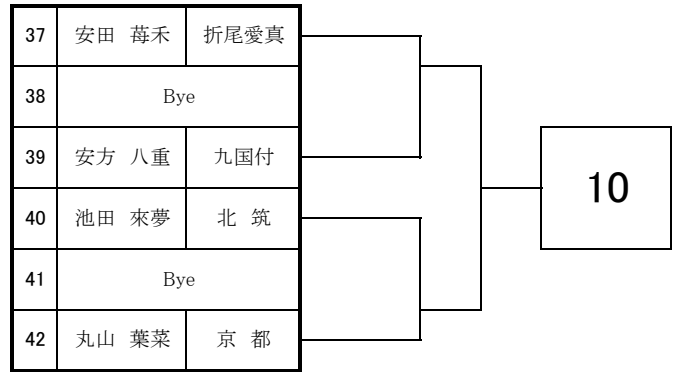 37 安田 苺禾 折尾愛真
38 Bye
39 安方 八重 九国付
40 池田 來夢 北 筑
41 Bye
42 丸山 葉菜 京 都
10